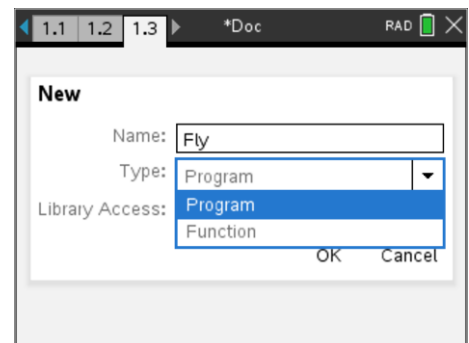 1.1 1.2 1.3 *Doc RAD
New
Name: Fly
Type: Program
Library Access: Program
Function
OK Cancel